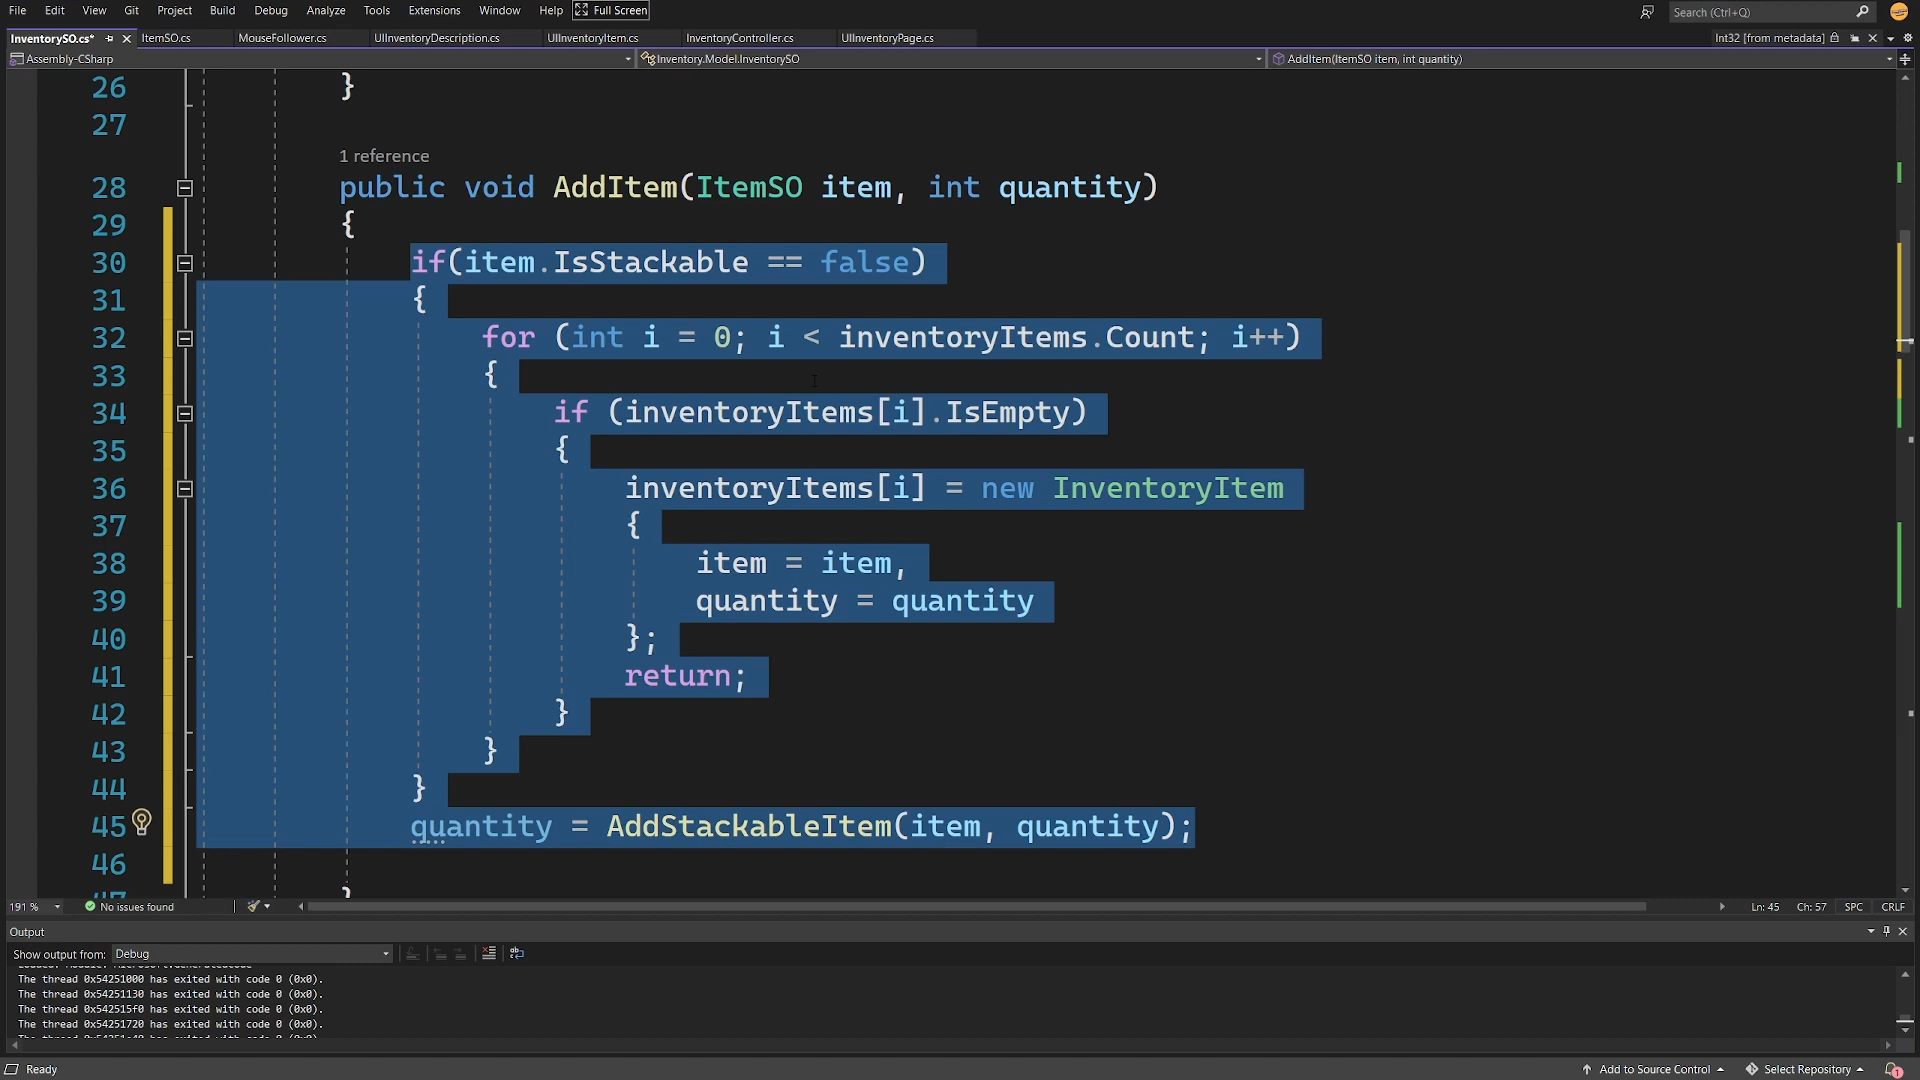 File Edit View Git Project Build Debug Analyze Tools Extensions Window Help Full Screen Search (Ctrl+Q)
InventorySO.cs* ItemSO.cs MouseFollower.cs UIInventoryDescription.cs UIInventoryItem.cs InventoryController.cs UIInventoryPage.cs Int32 [from metadata]
Assembly-CSharp Inventory.Model.InventorySO AddItem(ItemSO item, int quantity)
26 }
27
1 reference
28 public void AddItem(ItemSO item, int quantity)
29 {
30 if(item.IsStackable == false)
31 {
32 for (int i = 0; i < inventoryItems.Count; i++)
33 {
34 if (inventoryItems[i].IsEmpty)
35 {
36 inventoryItems[i] = new InventoryItem
37 {
38 item = item,
39 quantity = quantity
40 };
41 return;
42 }
43 }
44 }
45 quantity = AddStackableItem(item, quantity);
46
191 % No issues found Ln: 45 Ch: 57 SPC CRLF
Output
Show output from: Debug
The thread 0x54251000 has exited with code 0 (0x0).
The thread 0x54251130 has exited with code 0 (0x0).
The thread 0x542515f0 has exited with code 0 (0x0).
The thread 0x54251720 has exited with code 0 (0x0).
Ready Add to Source Control Select Repository 1